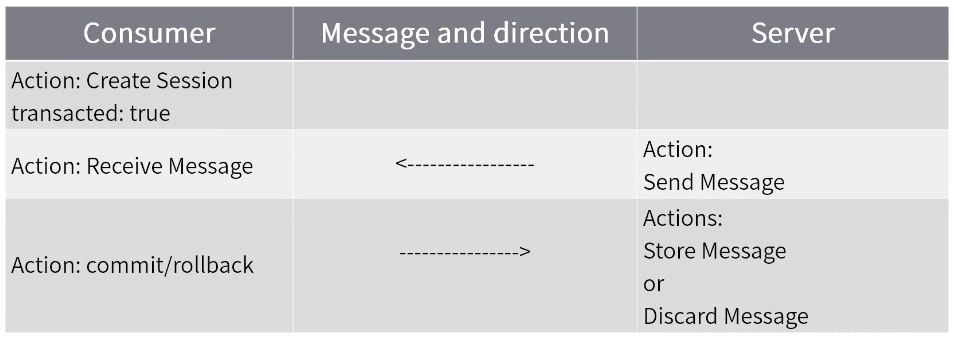 Consumer
Message and direction
Server
Action: Create Session
transacted: true
Action: Receive Message
<-----------------
Action:
Send Message
Action: commit/rollback
---------------->
Actions:
Store Message
or
Discard Message